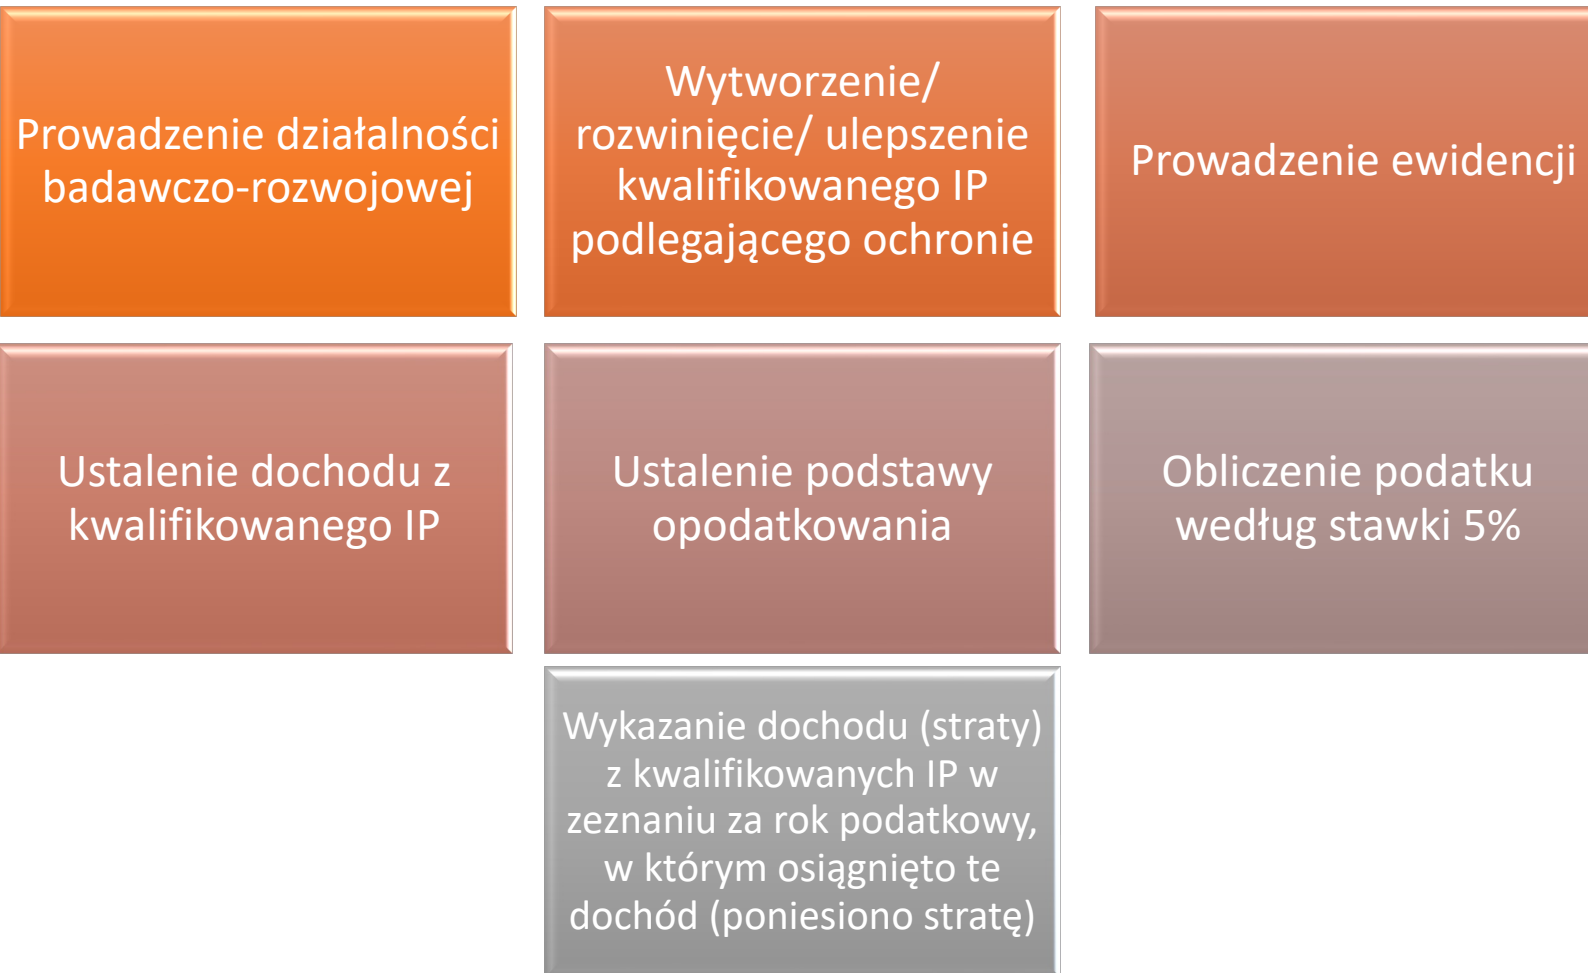 Prowadzenie działalności
badawczo-rozwojowej
Wytworzenie/
rozwinięcie/ ulepszenie
kwalifikowanego IP
podlegającego ochronie
Prowadzenie ewidencji
Ustalenie dochodu z
kwalifikowanego IP
Ustalenie podstawy
opodatkowania
Obliczenie podatku
według stawki 5%
Wykazanie dochodu (straty)
z kwalifikowanych IP w
zeznaniu za rok podatkowy,
w którym osiągnięto te
dochód (poniesiono stratę)